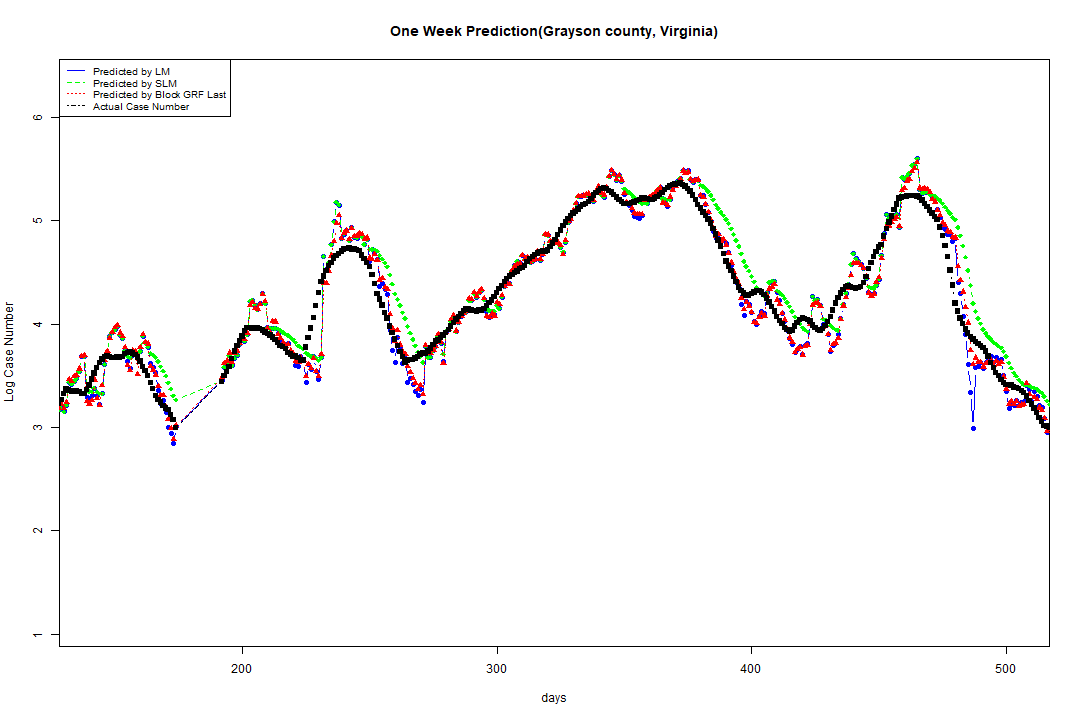 One Week Prediction(Grayson county, Virginia)
Predicted by LM
Predicted by SLM
Predicted by Block GRF Last
Actual Case Number
6
5
4
3
2
1
Log Case Number
200 300 400 500
days